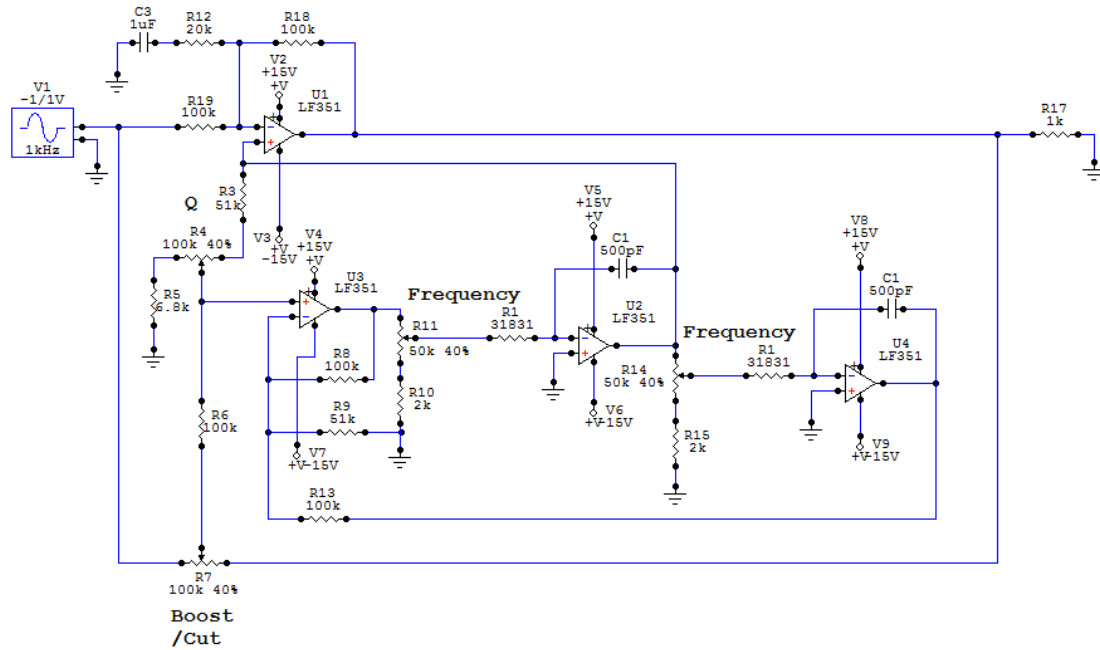 C3
1uF
R12
20k
R18
100k
V2
+15V
+V
U1
LF351
V1
-1/1V
1kHz
R19
100k
R17
1k
R3
51k
Q
R4
100k 40%
V3
+V
-15V
V4
+15V
+V
U3
LF351
R5
6.8k
Frequency
R11
50k 40%
R8
100k
R10
2k
R9
51k
V7
+V-15V
R6
100k
R13
100k
R7
100k 40%
Boost
/Cut
V5
+15V
+V
C1
500pF
R1
31831
U2
LF351
V6
+V-15V
Frequency
R14
50k 40%
R15
2k
R1
31831
V8
+15V
+V
C1
500pF
U4
LF351
V9
+V-15V